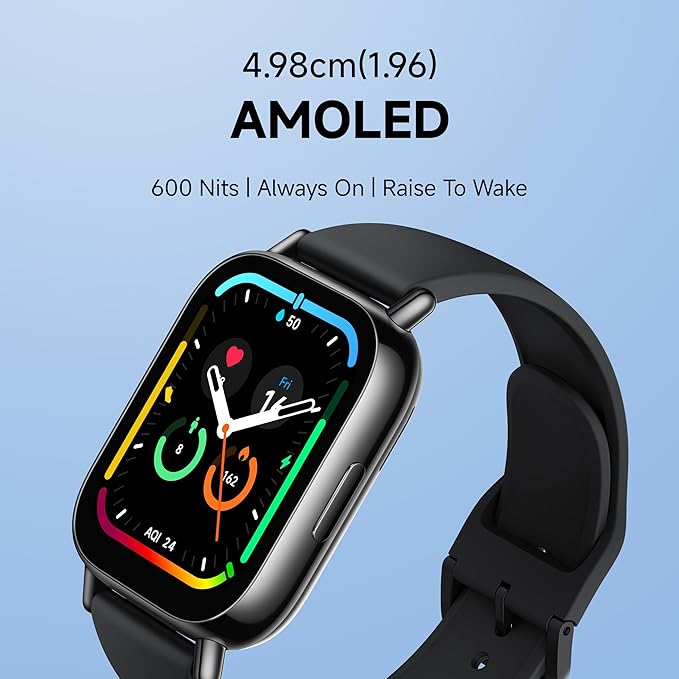 4.98cm(1.96)
AMOLED
600 Nits | Always On | Raise To Wake
50
Fri
8
162
AQI 24